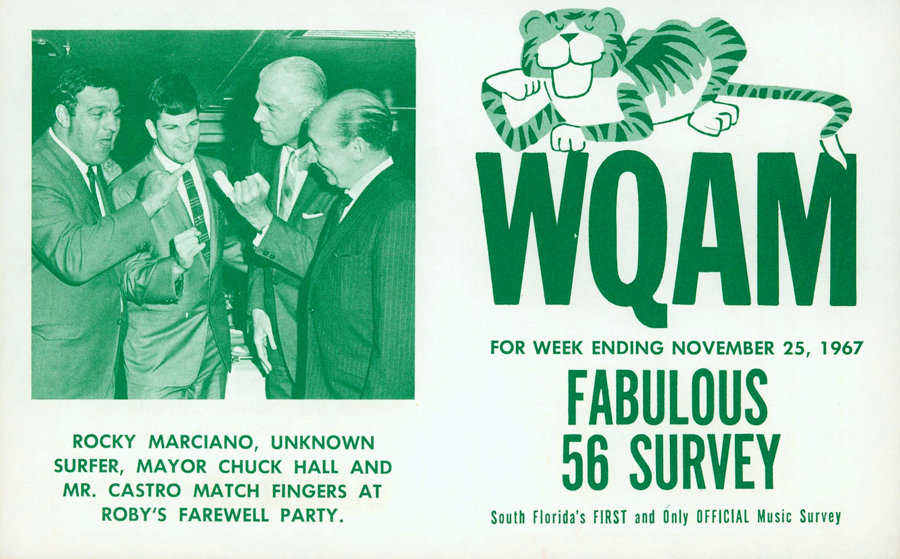 ROCKY MARCIANO, UNKNOWN
SURFER, MAYOR CHUCK HALL AND
MR. CASTRO MATCH FINGERS AT
ROBY'S FAREWELL PARTY.
WQAM
FOR WEEK ENDING NOVEMBER 25, 1967
FABULOUS
56 SURVEY
South Florida's FIRST and Only OFFICIAL Music Survey